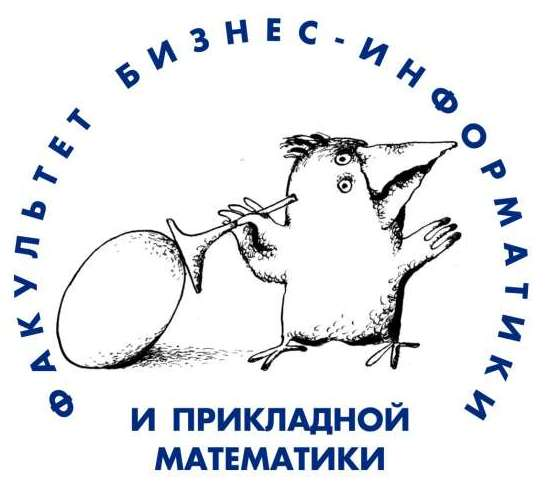 ФАКУЛЬТЕТ БИЗНЕС-ИНФОРМАТИКИ
И ПРИКЛАДНОЙ
МАТЕМАТИКИ